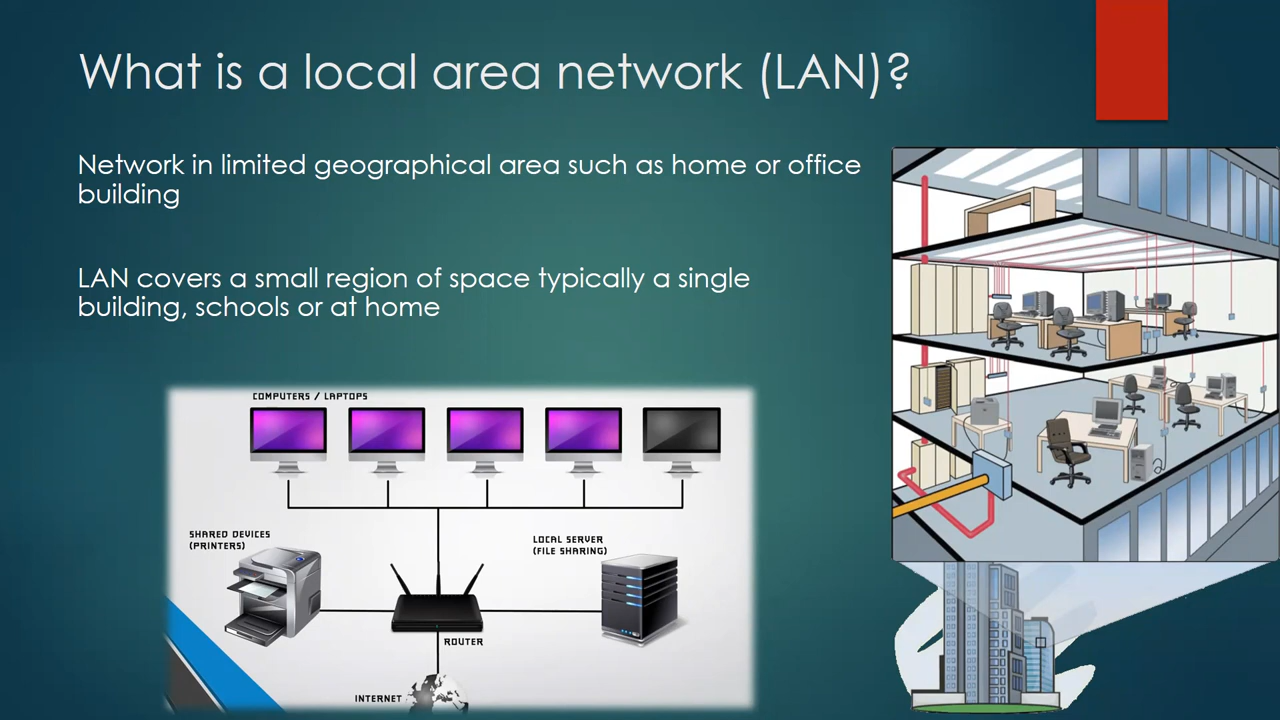 What is a local area network (LAN)?
Network in limited geographical area such as home or office
building
LAN covers a small region of space typically a single
building, schools or at home
COMPUTERS / LAPTOPS
SHARED DEVICES
(PRINTERS)
LOCAL SERVER
(FILE SHARING)
ROUTER
INTERNET